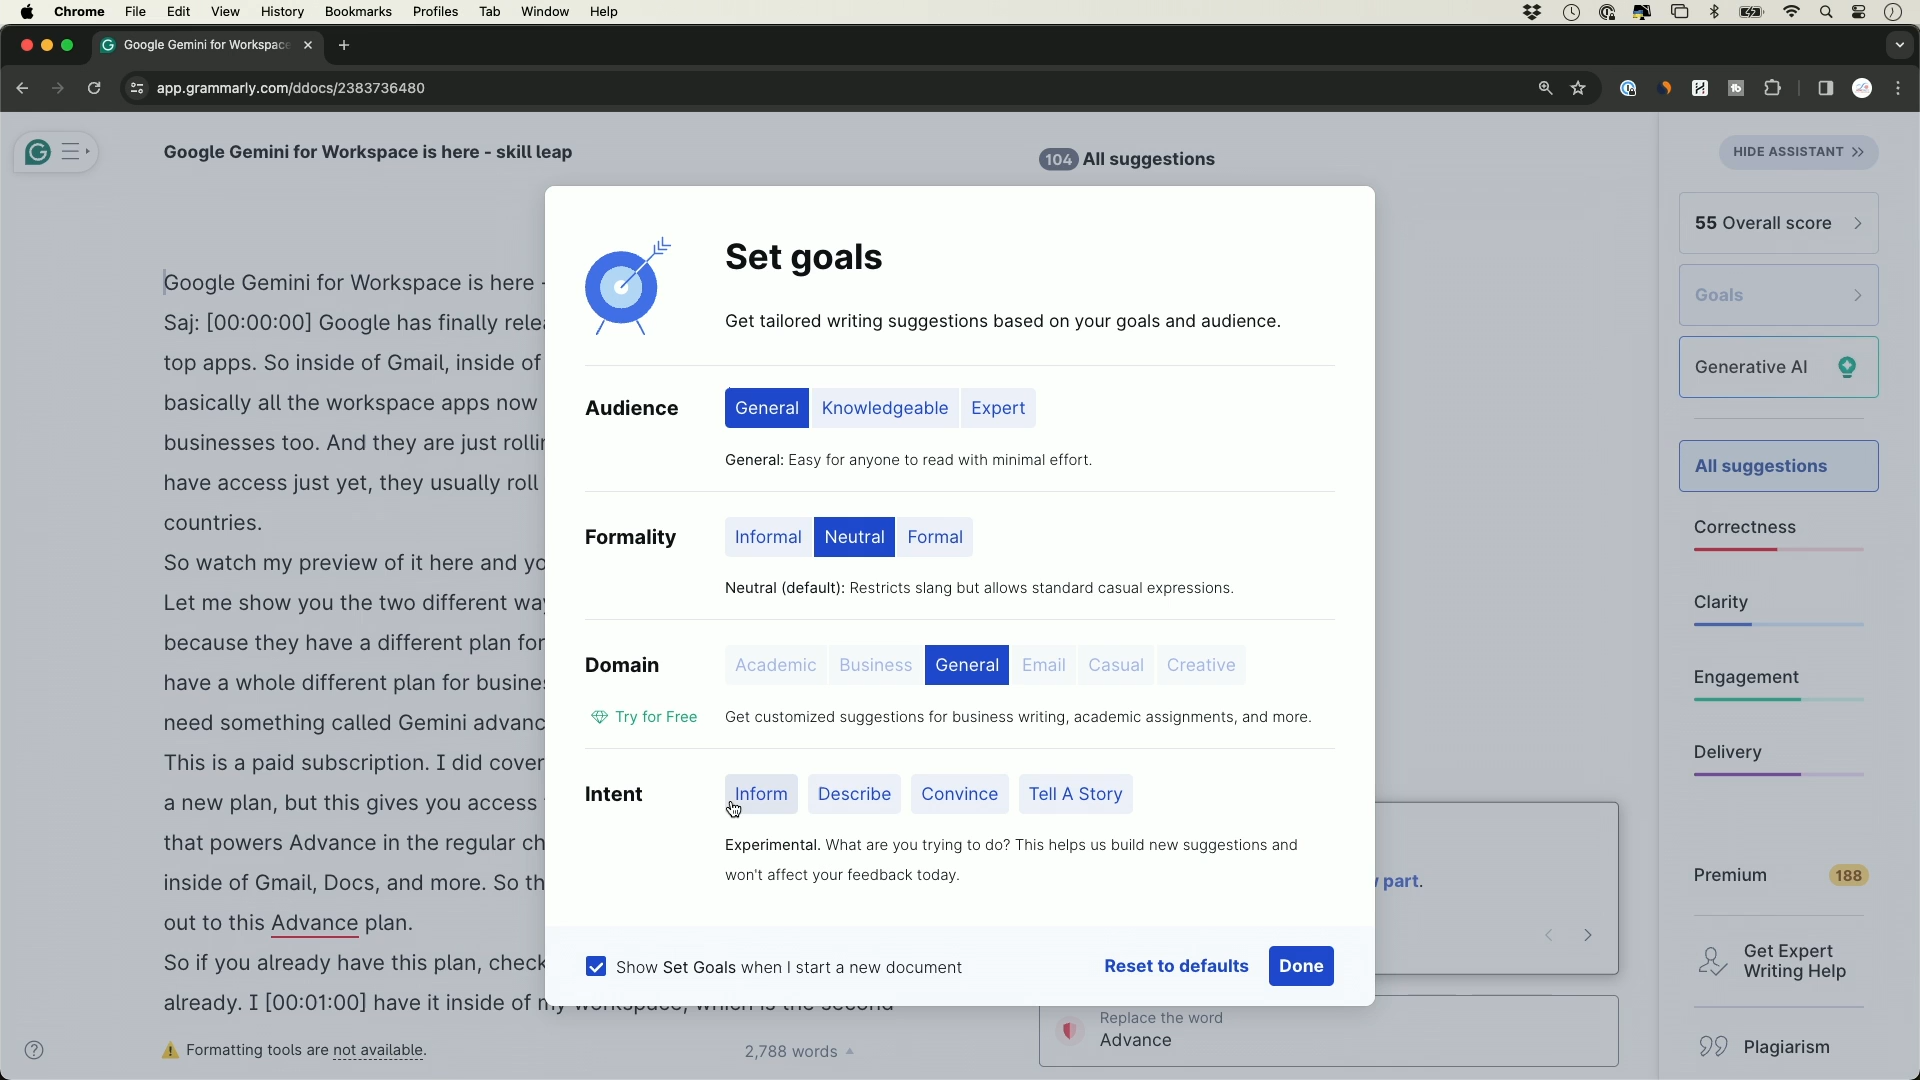 Chrome File Edit View History Bookmarks Profiles Tab Window Help
Google Gemini for Workspace
app.grammarly.com/ddocs/2383736480
Google Gemini for Workspace is here - skill leap
104 All suggestions
HIDE ASSISTANT
55 Overall score
Goals
Generative AI
All suggestions
Correctness
Clarity
Engagement
Delivery
Premium 188
Get Expert
Writing Help
Plagiarism
Google Gemini for Workspace is here -
Saj: [00:00:00] Google has finally
top apps. So inside of Gmail, inside of
basically all the workspace apps now
businesses too. And they are just
have access just yet, they usually roll
countries.
So watch my preview of it here and
Let me show you the two different
because they have a different plan for
have a whole different plan for
need something called Gemini
This is a paid subscription. I did cover
a new plan, but this gives you access
that powers Advance in the regular
inside of Gmail, Docs, and more. So
out to this Advance plan.
So if you already have this plan, check
already. I [00:01:00] have it inside of my workspace, which is the second
Formatting tools are not available.
2,788 words
Set goals
Get tailored writing suggestions based on your goals and audience.
Audience General Knowledgeable Expert
General: Easy for anyone to read with minimal effort.
Formality Informal Neutral Formal
Neutral (default): Restricts slang but allows standard casual expressions.
Domain Academic Business General Email Casual Creative
Try for Free Get customized suggestions for business writing, academic assignments, and more.
Intent Inform Describe Convince Tell A Story
Experimental. What are you trying to do? This helps us build new suggestions and
won't affect your feedback today.
Show Set Goals when I start a new document
Reset to defaults Done
part.
Replace the word
Advance